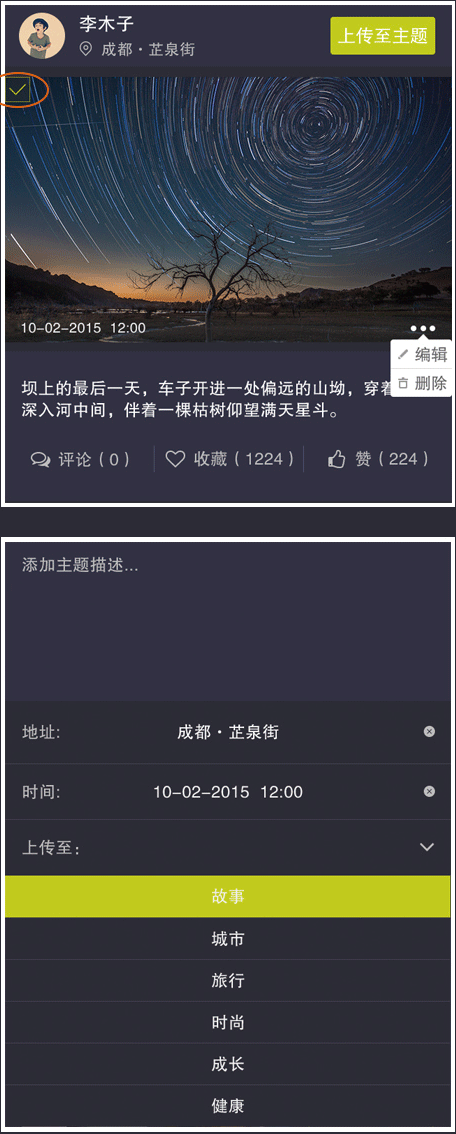 李木子
成都·芷泉街
上传至主题
10-02-2015 12:00
编辑
删除
坝上的最后一天，车子开进一处偏远的山坳，穿着
深入河中间，伴着一棵枯树仰望满天星斗。
评论（0） 收藏（1224） 赞（224）
添加主题描述...
地址: 成都·芷泉街
时间: 10-02-2015 12:00
上传至:
故事
城市
旅行
时尚
成长
健康